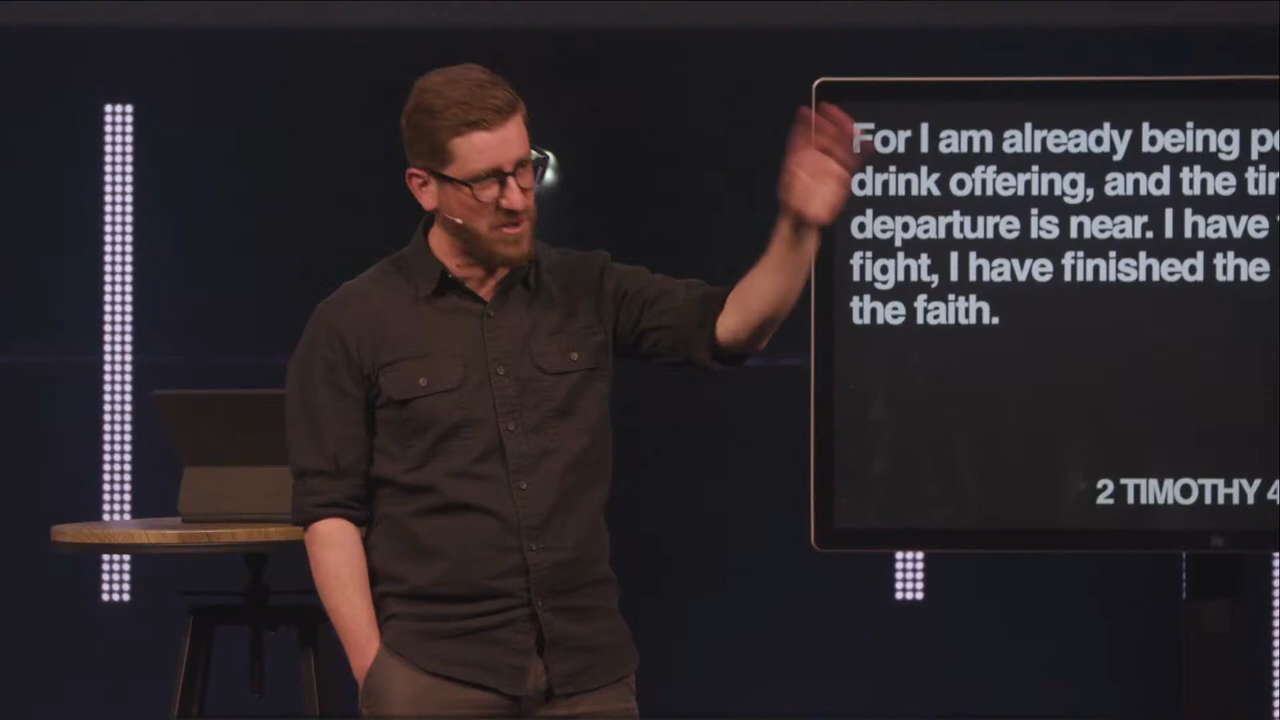 For I am already being
drink offering, and the
departure is near. I have
fight, I have finished the
the faith.
2 TIMOTHY 4